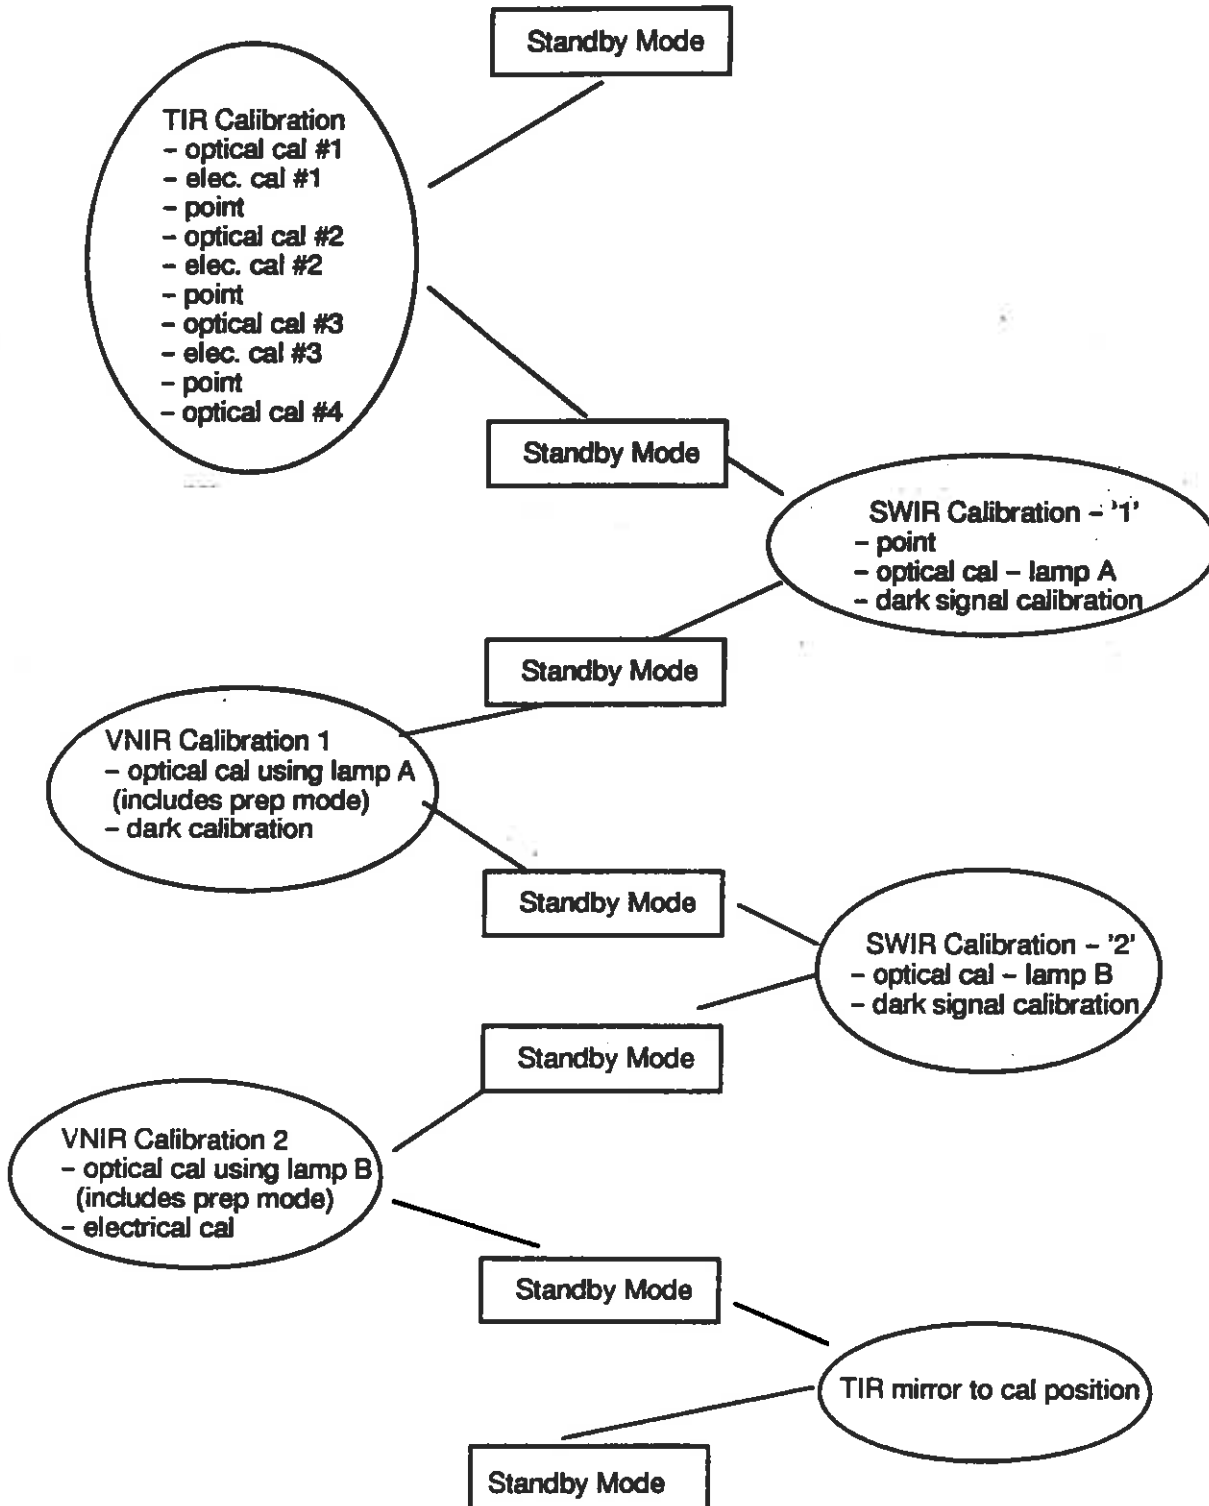 Standby Mode
TIR Calibration
– optical cal #1
– elec. cal #1
– point
– optical cal #2
– elec. cal #2
– point
– optical cal #3
– elec. cal #3
– point
– optical cal #4
Standby Mode
SWIR Calibration – '1'
– point
– optical cal – lamp A
– dark signal calibration
Standby Mode
VNIR Calibration 1
– optical cal using lamp A
(includes prep mode)
– dark calibration
Standby Mode
SWIR Calibration – '2'
– optical cal – lamp B
– dark signal calibration
Standby Mode
VNIR Calibration 2
– optical cal using lamp B
(includes prep mode)
– electrical cal
Standby Mode
TIR mirror to cal position
Standby Mode